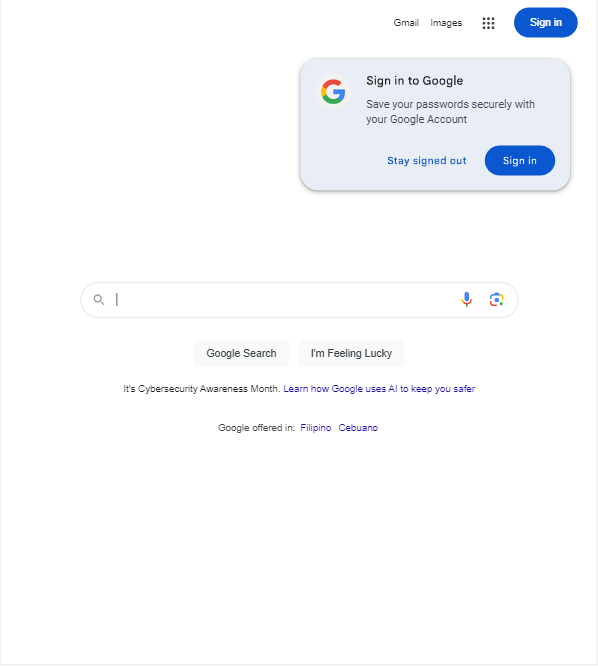 Gmail Images Sign in
Sign in to Google
Save your passwords securely with
your Google Account
Stay signed out Sign in
Google Search I'm Feeling Lucky
It's Cybersecurity Awareness Month. Learn how Google uses AI to keep you safer
Google offered in: Filipino Cebuano